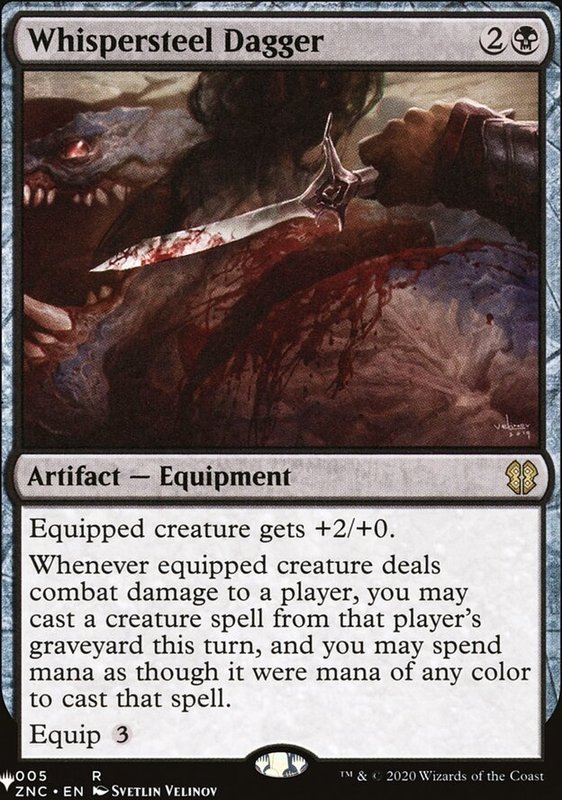 Whispersteel Dagger 2
Artifact — Equipment
Equipped creature gets +2/+0.
Whenever equipped creature deals
combat damage to a player, you may
cast a creature spell from that player's
graveyard this turn, and you may spend
mana as though it were mana of any color
to cast that spell.
Equip 3
005 R
ZNC • EN Svetlin Velinov
™ & © 2020 Wizards of the Coast